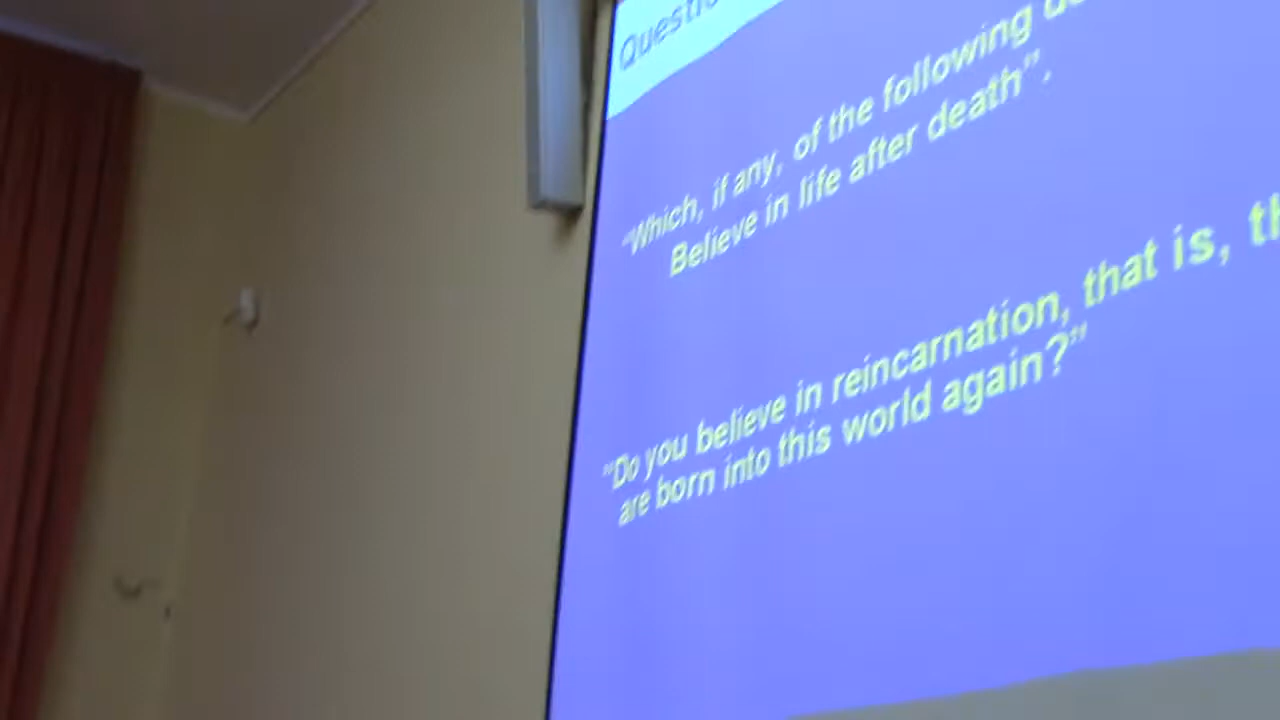 “Which, if any, of the following
Believe in life after death”.
”Do you believe in reincarnation, that is,
are born into this world again?”